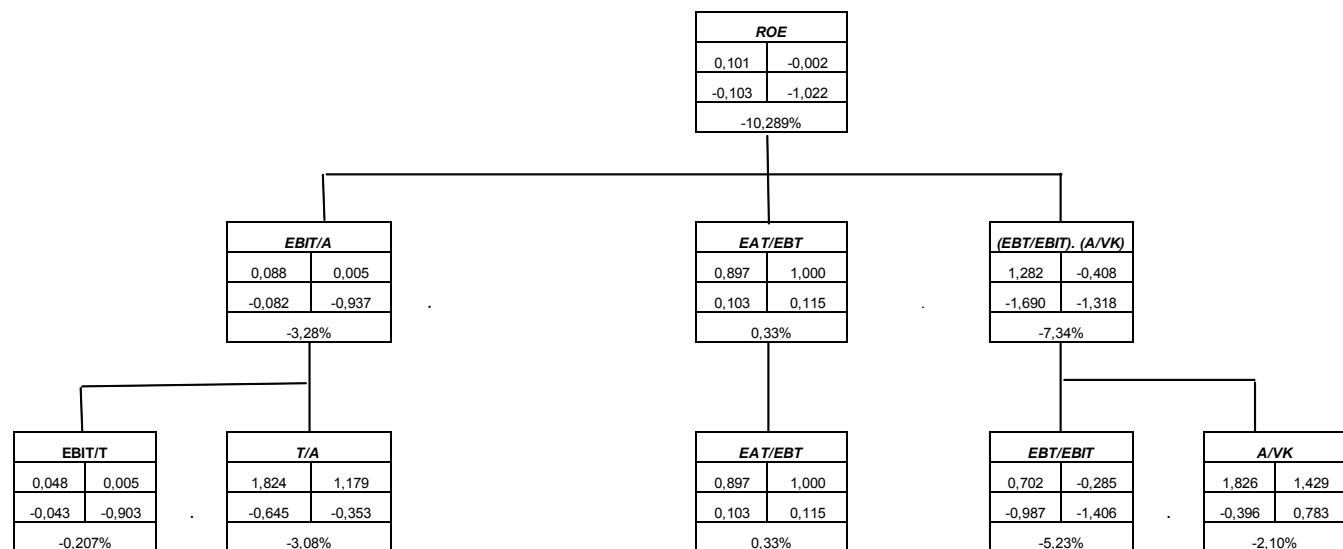 ROE
0,101 -0,002
-0,103 -1,022
-10,289%
EBIT/A EAT/EBT (EBT/EBIT). (A/VK)
0,088 0,005 0,897 1,000 1,282 -0,408
-0,082 -0,937 . 0,103 0,115 . -1,690 -1,318
-3,28% 0,33% -7,34%
EBIT/T T/A EAT/EBT EBT/EBIT A/VK
0,048 0,005 1,824 1,179 0,897 1,000 0,702 -0,285 1,826 1,429
-0,043 -0,903 . -0,645 -0,353 0,103 0,115 -0,987 -1,406 . -0,396 0,783
-0,207% -3,08% 0,33% -5,23% -2,10%